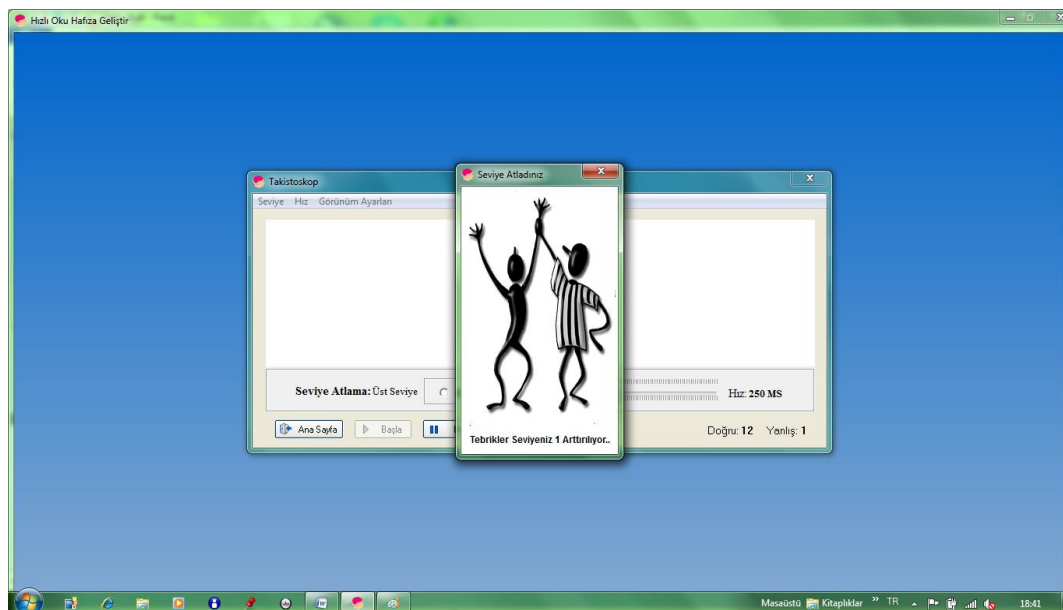 Hızlı Oku Hafıza Geliştir
Takistoskop
Seviye Atladınız
Seviye Hız Görünüm Ayarları
Seviye Atlama: Üst Seviye
Hız: 250 MS
Ana Sayfa
Başla
Doğru: 12 Yanlış: 1
Tebrikler Seviyeniz 1 Arttırılıyor..
Masaüstü Kitaplıklar » TR 18:41